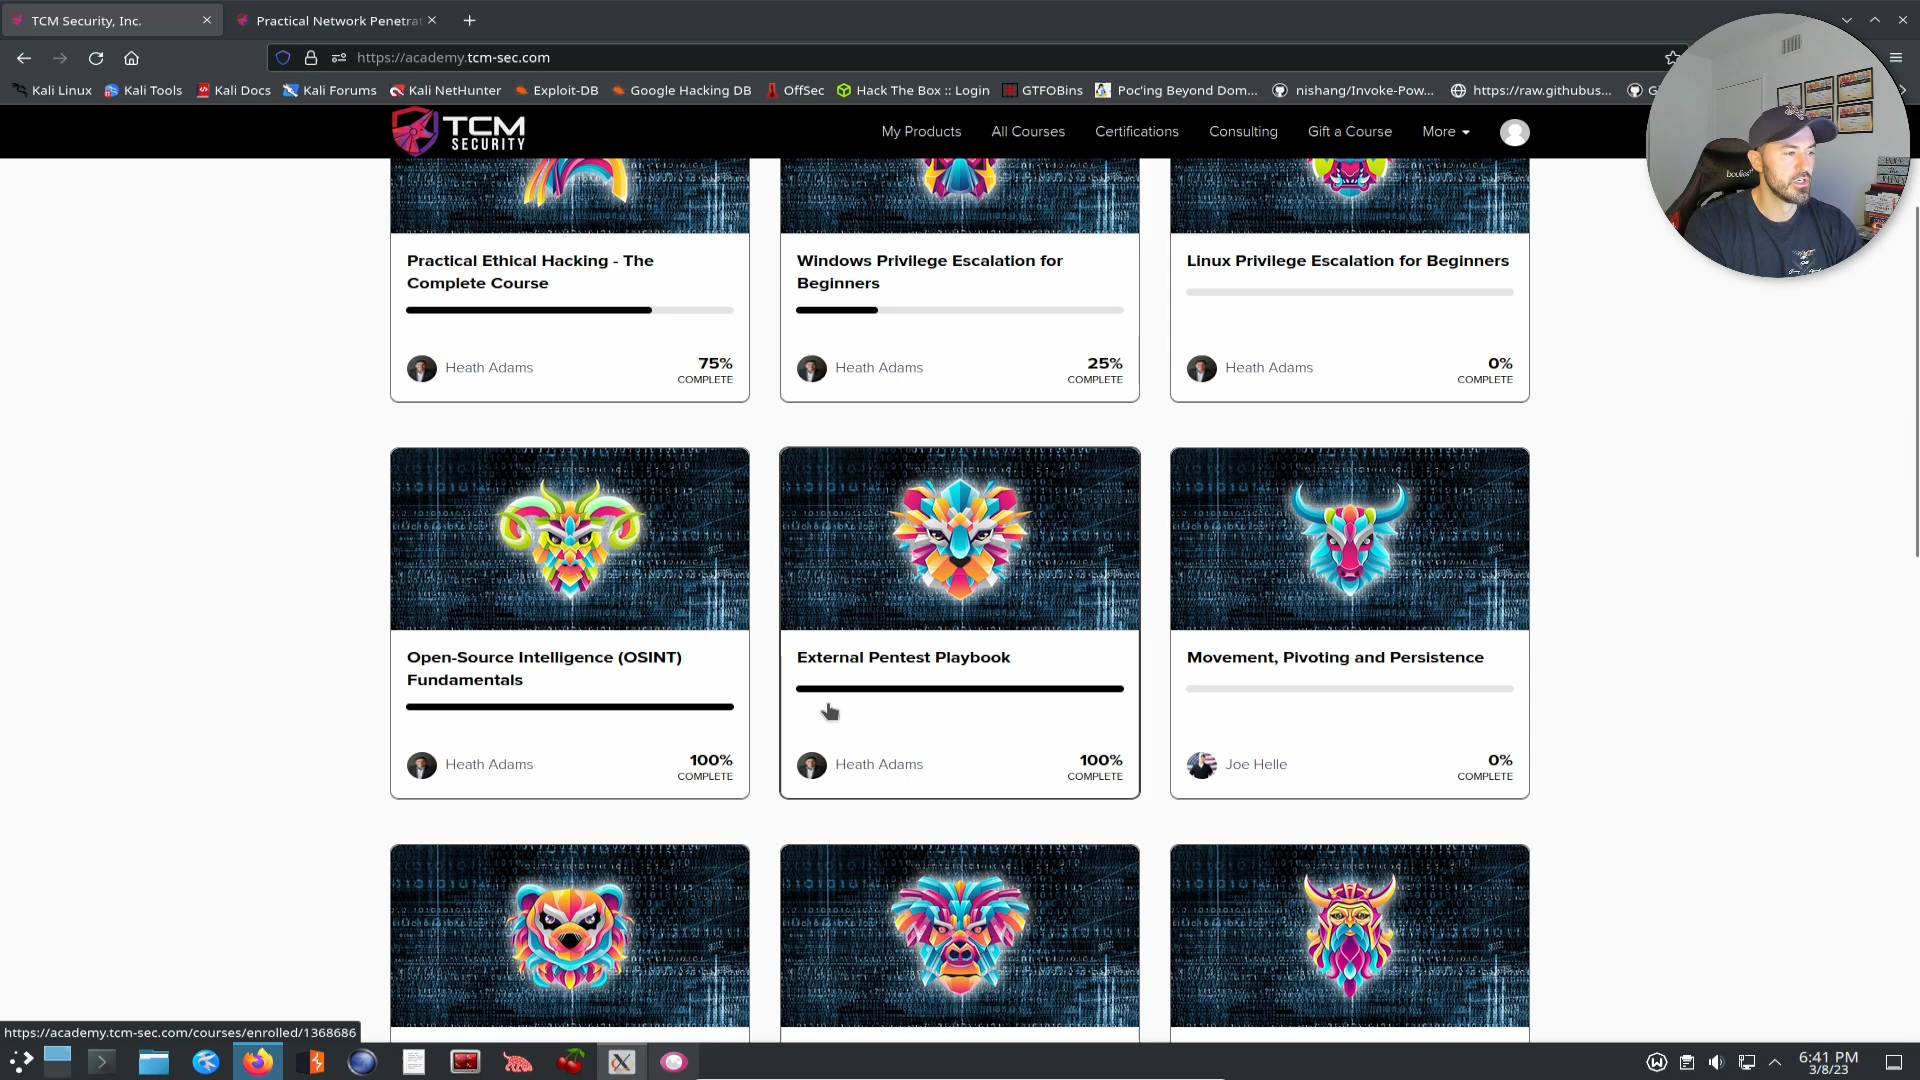 TCM Security, Inc.
Practical Network Penetrat
https://academy.tcm-sec.com
Kali Linux
Kali Tools
Kali Docs
Kali Forums
Kali NetHunter
Exploit-DB
Google Hacking DB
OffSec
Hack The Box :: Login
GTFOBins
Poc'ing Beyond Dom...
nishang/Invoke-Pow...
https://raw.githubus...
TCM
SECURITY
My Products
All Courses
Certifications
Consulting
Gift a Course
More
Practical Ethical Hacking - The
Complete Course
Heath Adams
75%
COMPLETE
Windows Privilege Escalation for
Beginners
Heath Adams
25%
COMPLETE
Linux Privilege Escalation for Beginners
Heath Adams
0%
COMPLETE
Open-Source Intelligence (OSINT)
Fundamentals
Heath Adams
100%
COMPLETE
External Pentest Playbook
Heath Adams
100%
COMPLETE
Movement, Pivoting and Persistence
Joe Helle
0%
COMPLETE
https://academy.tcm-sec.com/courses/enrolled/1368686
6:41 PM
3/8/23